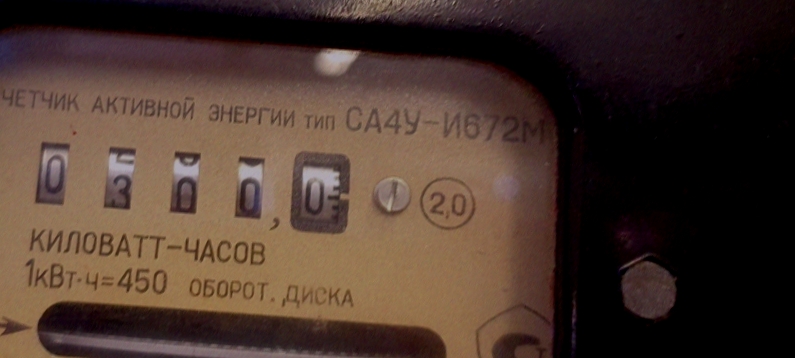 ЧЕТЧИК АКТИВНОЙ ЭНЕРГИИ ТИП СА4У-И672М
0 3 0 0 , 0
2,0
КИЛОВАТТ-ЧАСОВ
1кВт·ч=450 ОБОРОТ. ДИСКА